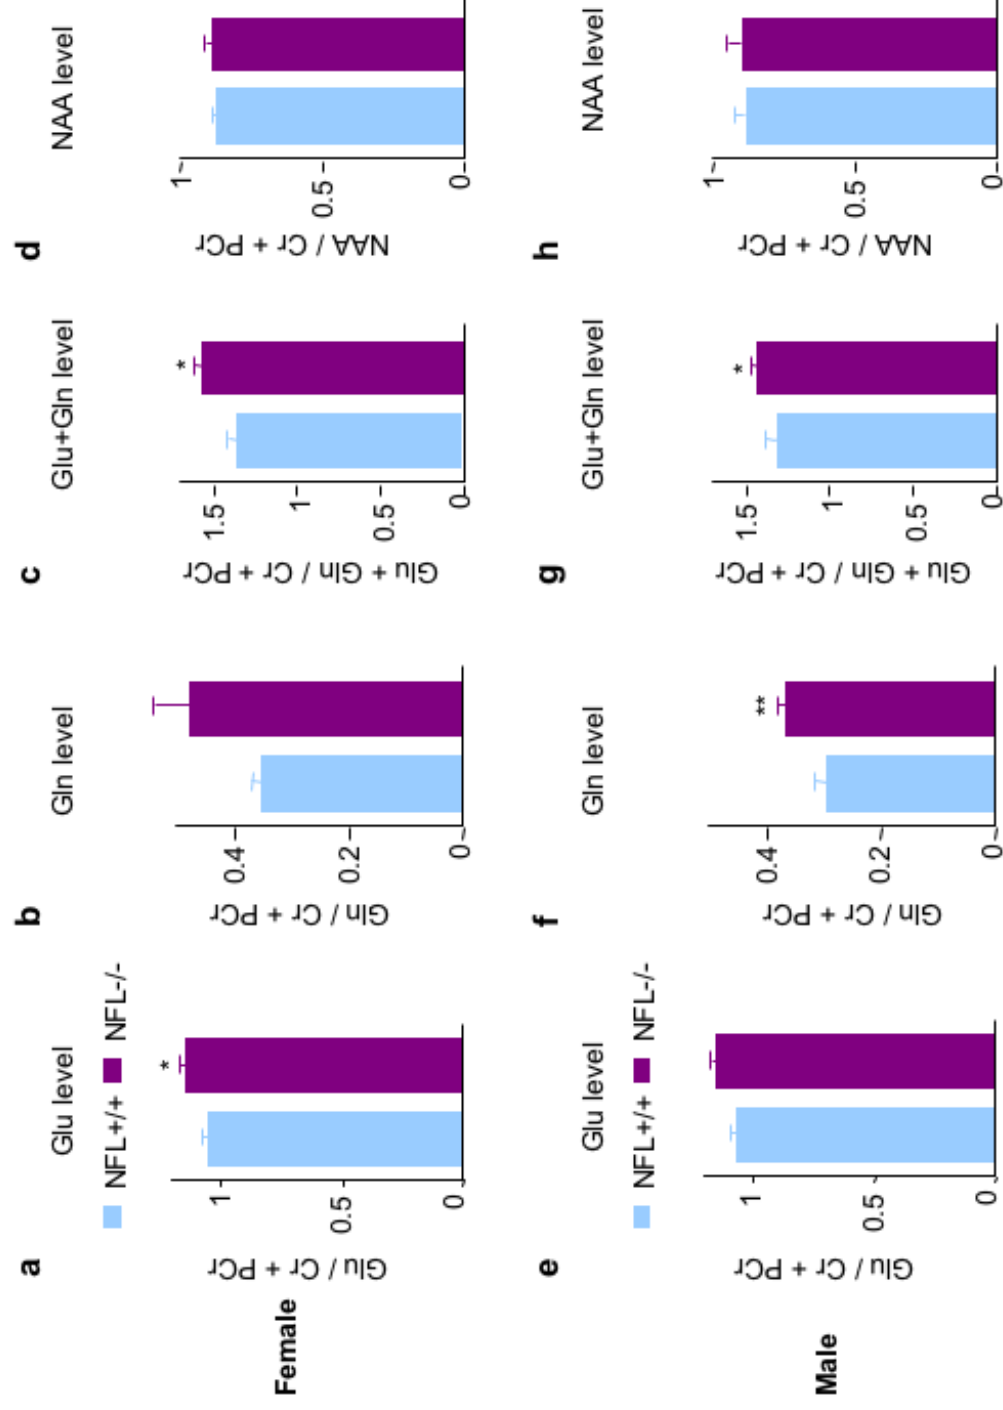 Female
a
Glu level
NFL+/+ NFL-/-
Glu / Cr + PCr
1
0.5
0
*
b
Gln level
Gln / Cr + PCr
0.4
0.2
0
c
Glu+Gln level
Glu + Gln / Cr + PCr
1.5
1
0.5
0
*
d
NAA level
NAA / Cr + PCr
1
0.5
0
Male
e
Glu level
NFL+/+ NFL-/-
Glu / Cr + PCr
1
0.5
0
f
Gln level
Gln / Cr + PCr
0.4
0.2
0
**
g
Glu+Gln level
Glu + Gln / Cr + PCr
1.5
1
0.5
0
*
h
NAA level
NAA / Cr + PCr
1
0.5
0